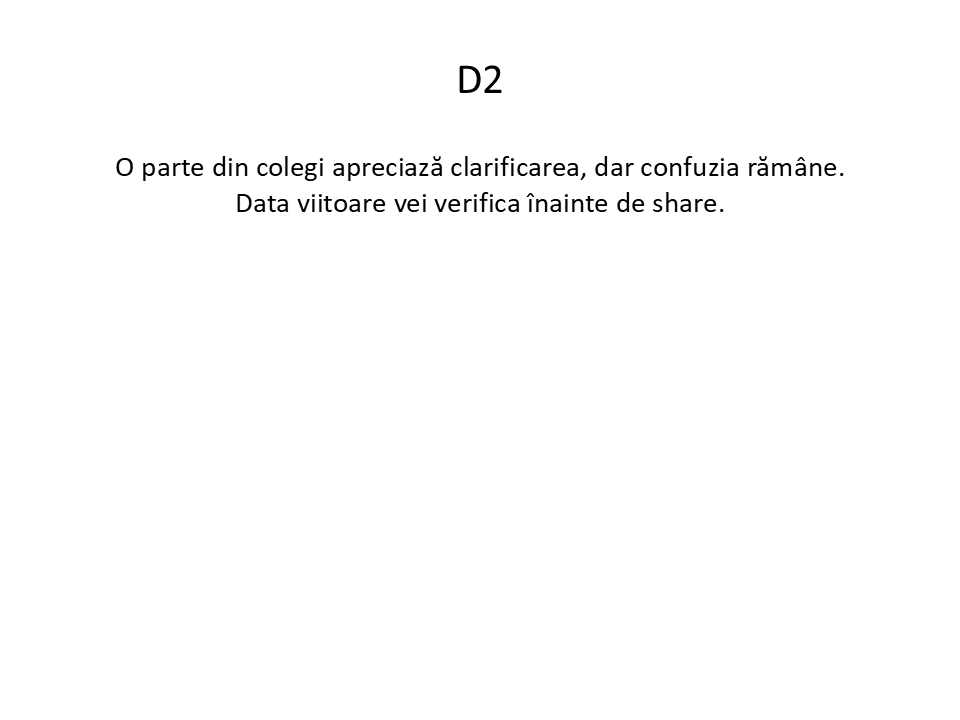 D2
O parte din colegi apreciază clarificarea, dar confuzia rămâne.
Data viitoare vei verifica înainte de share.